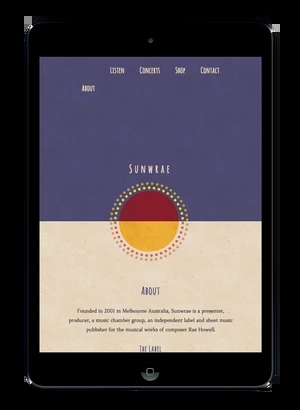 Listen Concerts Shop Contact
About
Sunwrae
About
Founded in 2001 in Melbourne Australia, Sunwrae is a presenter,
producer, a music chamber group, an independent label and sheet music
publisher for the musical works of composer Rae Howell.
The Label